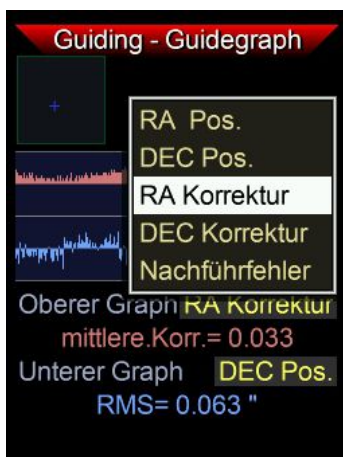 Guiding - Guidegraph
RA Pos.
DEC Pos.
RA Korrektur
DEC Korrektur
Nachführfehler
Oberer Graph RA Korrektur
mittlere.Korr.= 0.033
Unterer Graph DEC Pos.
RMS= 0.063 "